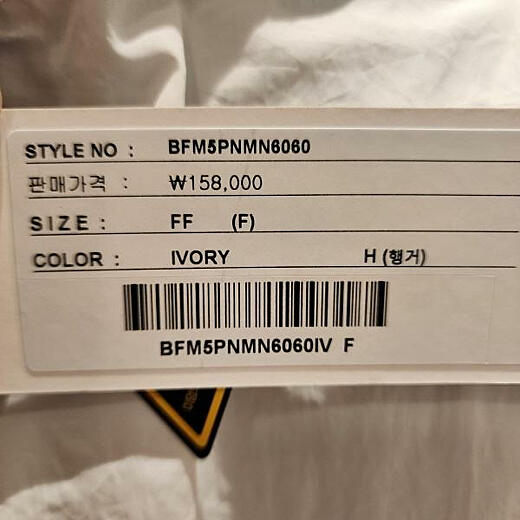 STYLE NO : BFM5PNMN6060
판매가격 : ₩158,000
SIZE : FF (F)
COLOR : IVORY H (행거)
BFM5PNMN6060IV F